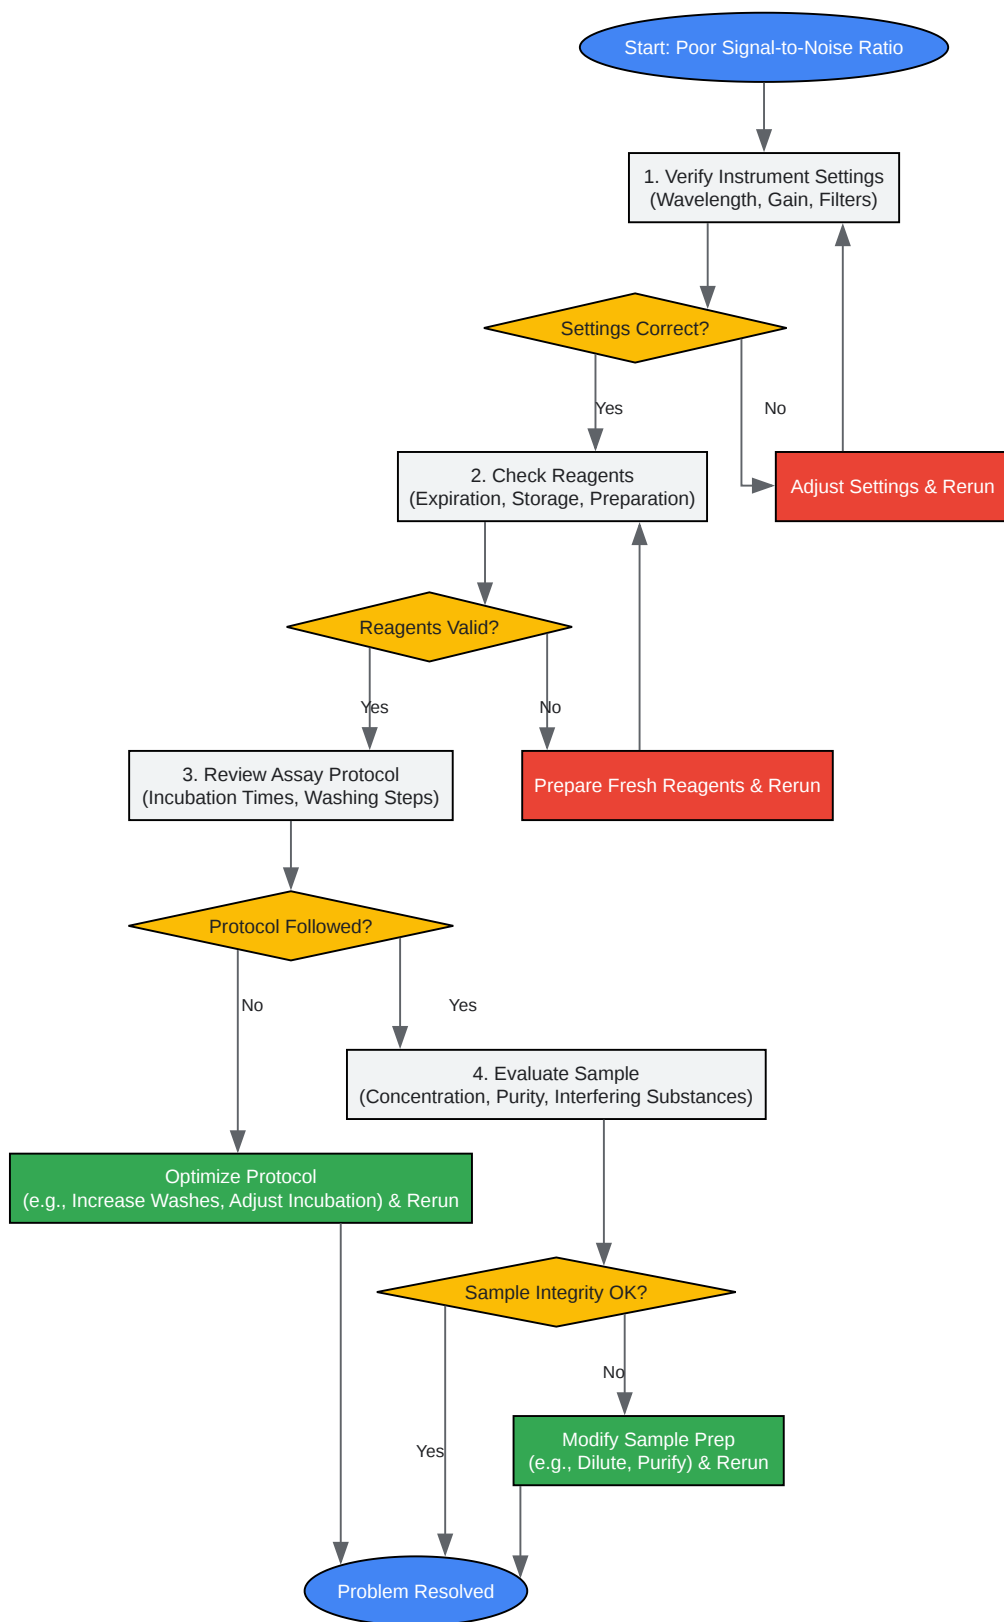 Start: Poor Signal-to-Noise Ratio
1. Verify Instrument Settings
(Wavelength, Gain, Filters)
Settings Correct?
Yes
No
2. Check Reagents
(Expiration, Storage, Preparation)
Adjust Settings & Rerun
Reagents Valid?
Yes
No
3. Review Assay Protocol
(Incubation Times, Washing Steps)
Prepare Fresh Reagents & Rerun
Protocol Followed?
No
Yes
4. Evaluate Sample
(Concentration, Purity, Interfering Substances)
Optimize Protocol
(e.g., Increase Washes, Adjust Incubation) & Rerun
Sample Integrity OK?
No
Yes
Modify Sample Prep
(e.g., Dilute, Purify) & Rerun
Problem Resolved